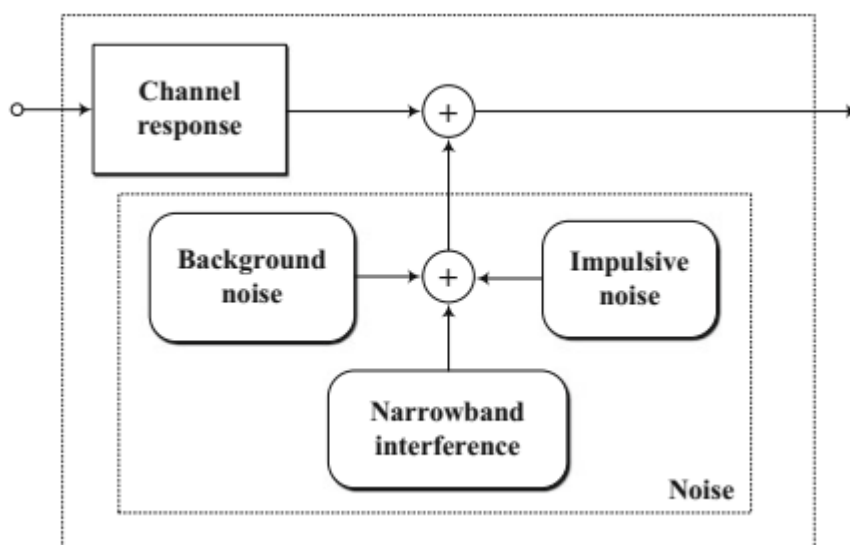 Channel
response
+
Background
noise
+
Impulsive
noise
Narrowband
interference
Noise